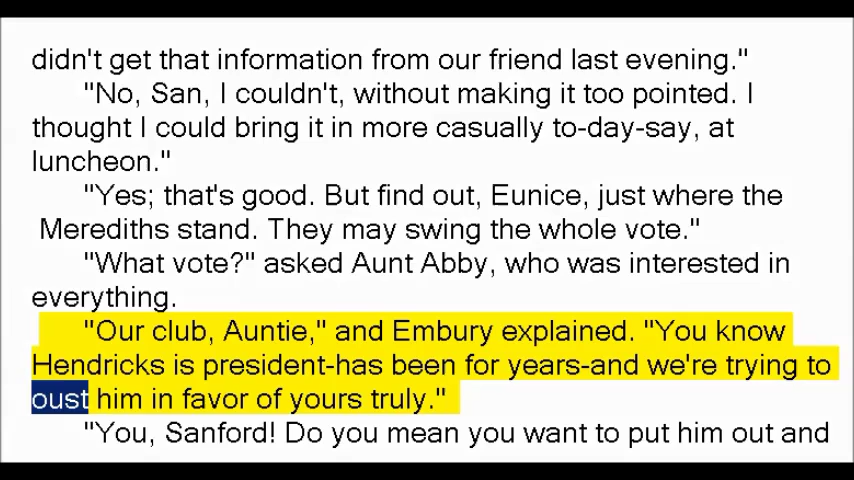 didn't get that information from our friend last evening."
"No, San, I couldn't, without making it too pointed. I
thought I could bring it in more casually to-day-say, at
luncheon."
"Yes; that's good. But find out, Eunice, just where the
Merediths stand. They may swing the whole vote."
"What vote?" asked Aunt Abby, who was interested in
everything.
"Our club, Auntie," and Embury explained. "You know
Hendricks is president-has been for years-and we're trying to
oust him in favor of yours truly."
"You, Sanford! Do you mean you want to put him out and